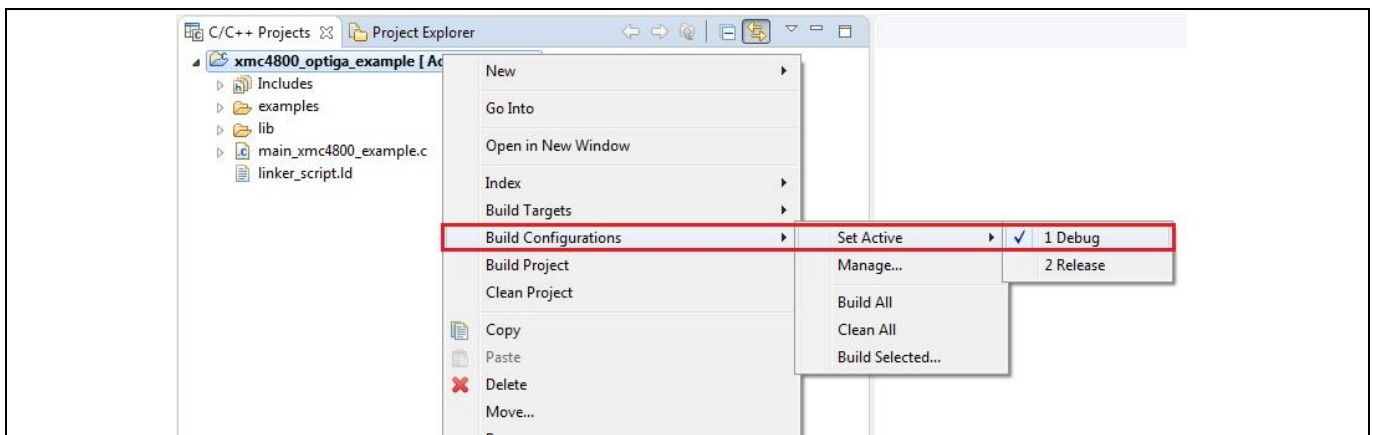 C/C++ Projects Project Explorer
xmc4800_optiga_example [ Ac
Includes
examples
lib
main_xmc4800_example.c
linker_script.ld
New
Go Into
Open in New Window
Index
Build Targets
Build Configurations
Build Project
Clean Project
Copy
Paste
Delete
Move...
Set Active
Manage...
Build All
Clean All
Build Selected...
1 Debug
2 Release